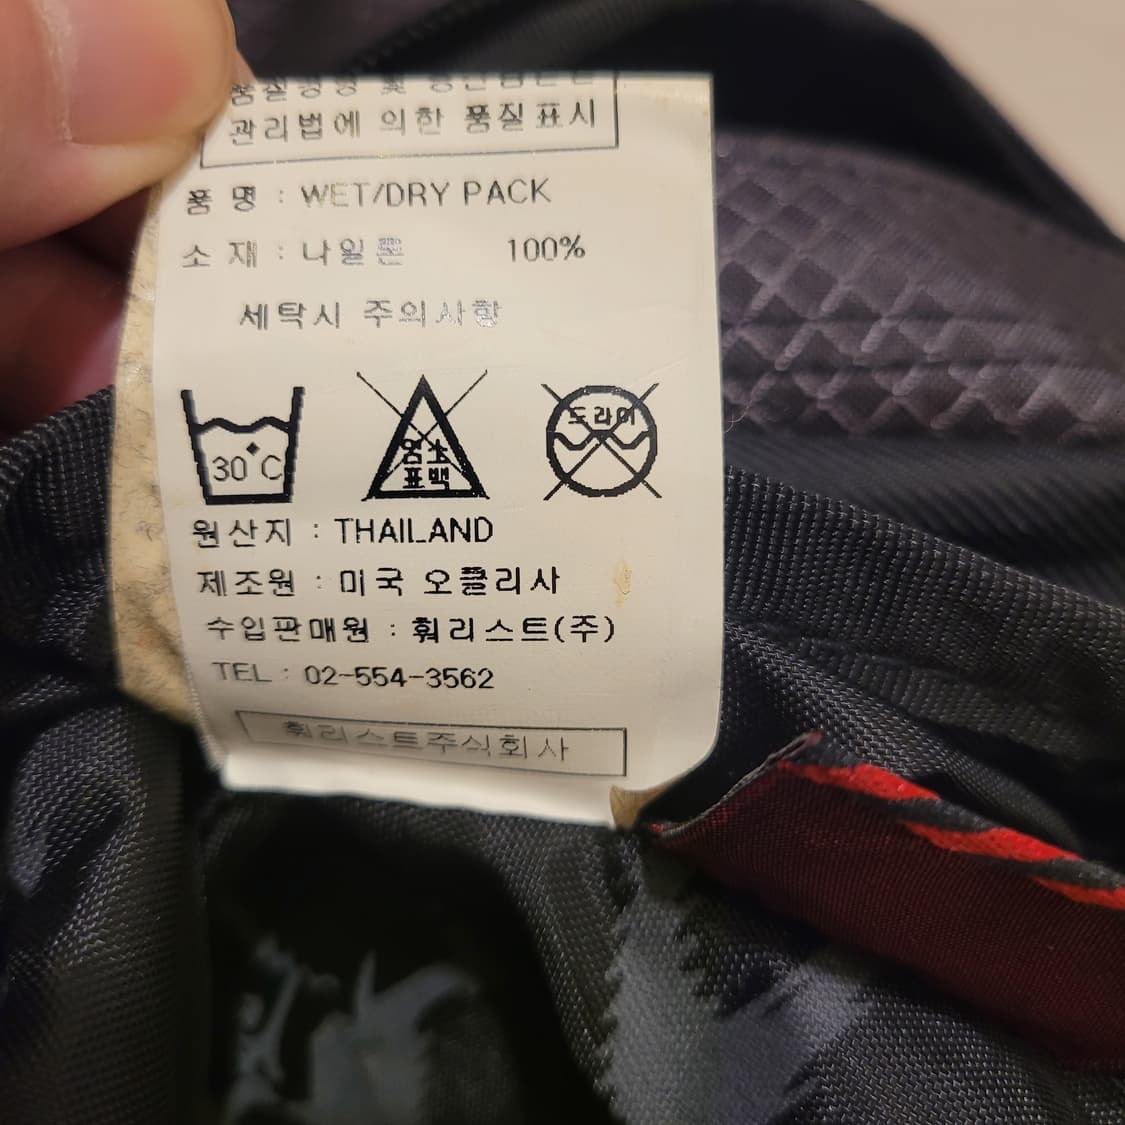 관리법에 의한 품질표시
품 명 : WET/DRY PACK
소 재 : 나일론 100%
세탁시 주의사항
30°C
염소
표백
드라이
원산지 : THAILAND
제조원 : 미국 오클리사
수입판매원 : 훠리스트(주)
TEL : 02-554-3562
훠리스트주식회사